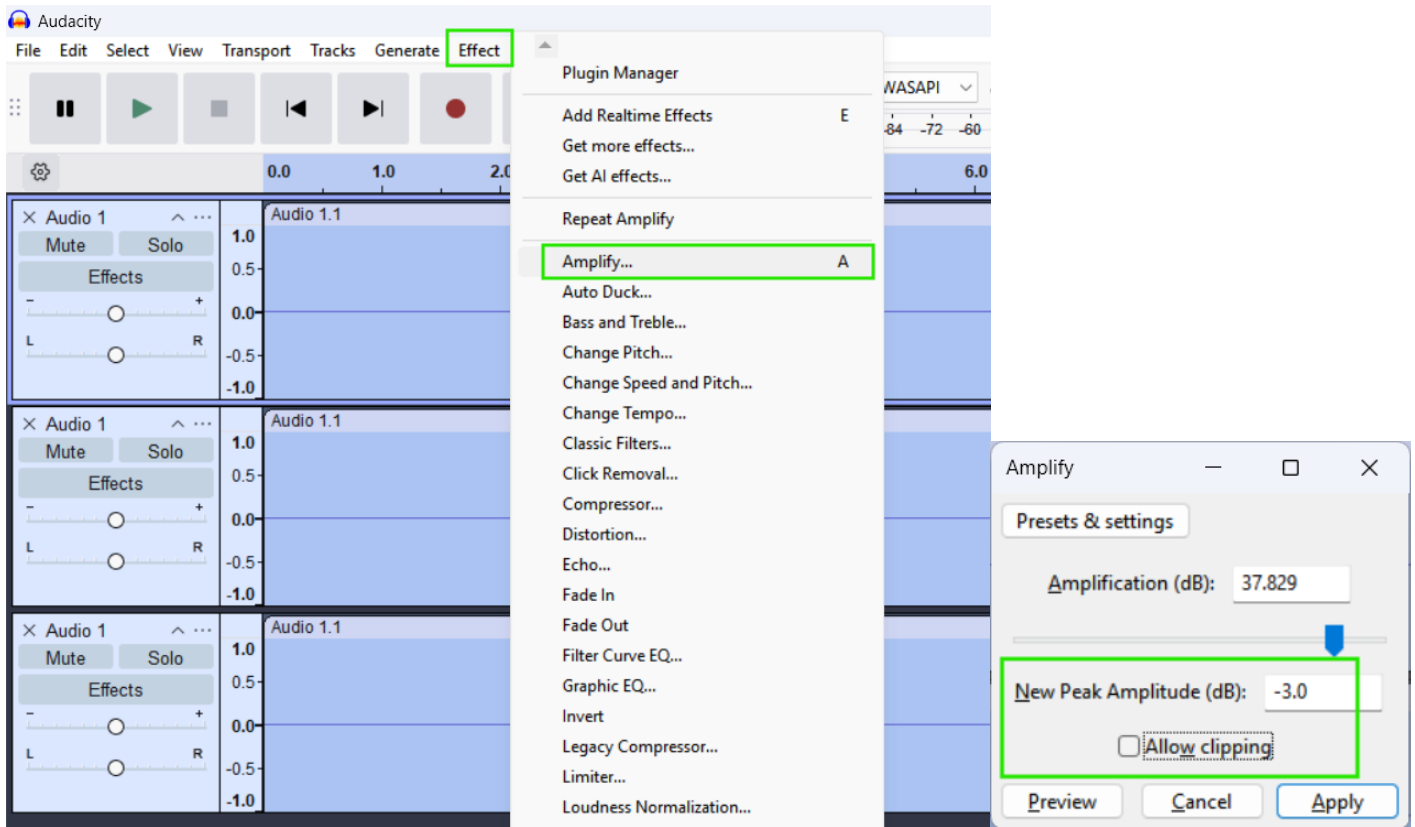 Audacity
File Edit Select View Transport Tracks Generate Effect
WASAPI
-84 -72 -60
0.0 1.0 2.0 6.0
Plugin Manager
Add Realtime Effects E
Get more effects...
Get AI effects...
Repeat Amplify
Amplify... A
Auto Duck...
Bass and Treble...
Change Pitch...
Change Speed and Pitch...
Change Tempo...
Classic Filters...
Click Removal...
Compressor...
Distortion...
Echo...
Fade In
Fade Out
Filter Curve EQ...
Graphic EQ...
Invert
Legacy Compressor...
Limiter...
Loudness Normalization...
Audio 1
Mute Solo
Effects
- +
L R
1.0
0.5
0.0
-0.5
-1.0
Audio 1.1
Audio 1
Mute Solo
Effects
- +
L R
1.0
0.5
0.0
-0.5
-1.0
Audio 1.1
Audio 1
Mute Solo
Effects
- +
L R
1.0
0.5
0.0
-0.5
-1.0
Audio 1.1
Amplify
Presets & settings
Amplification (dB): 37.829
New Peak Amplitude (dB): -3.0
Allow clipping
Preview Cancel Apply